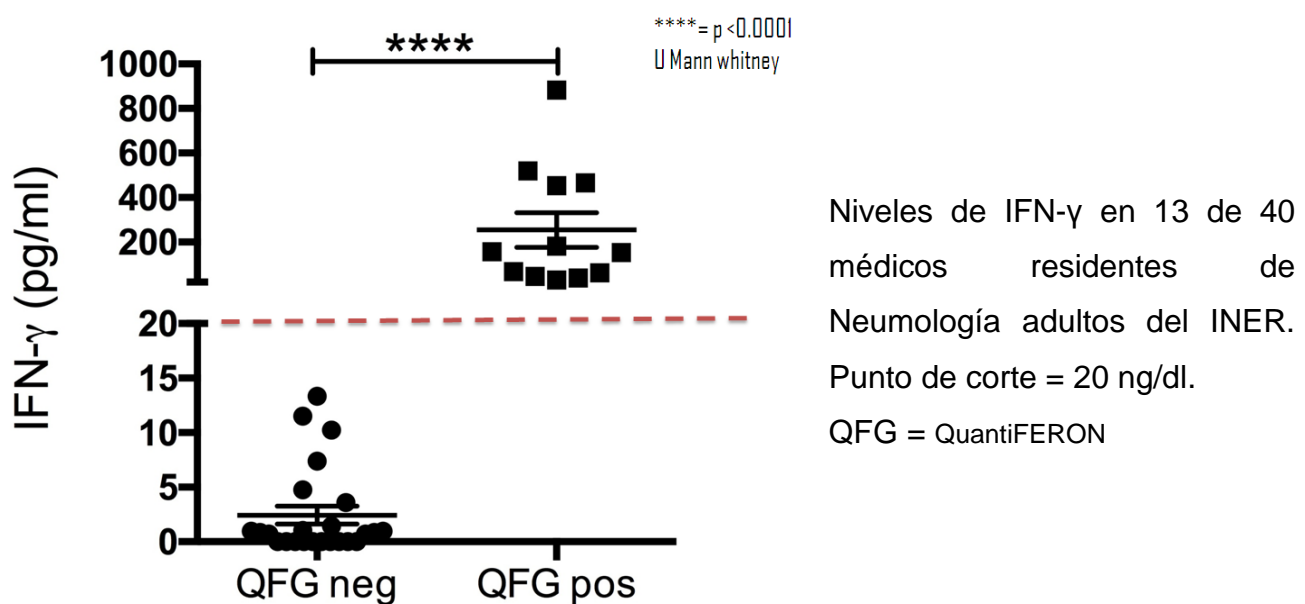 ****= p <0.0001
U Mann whitney
****
IFN-γ (pg/ml)
1000
800
600
400
200
20
15
10
5
0
QFG neg
QFG pos
Niveles de IFN-γ en 13 de 40
médicos residentes de
Neumología adultos del INER.
Punto de corte = 20 ng/dl.
QFG = QuantiFERON